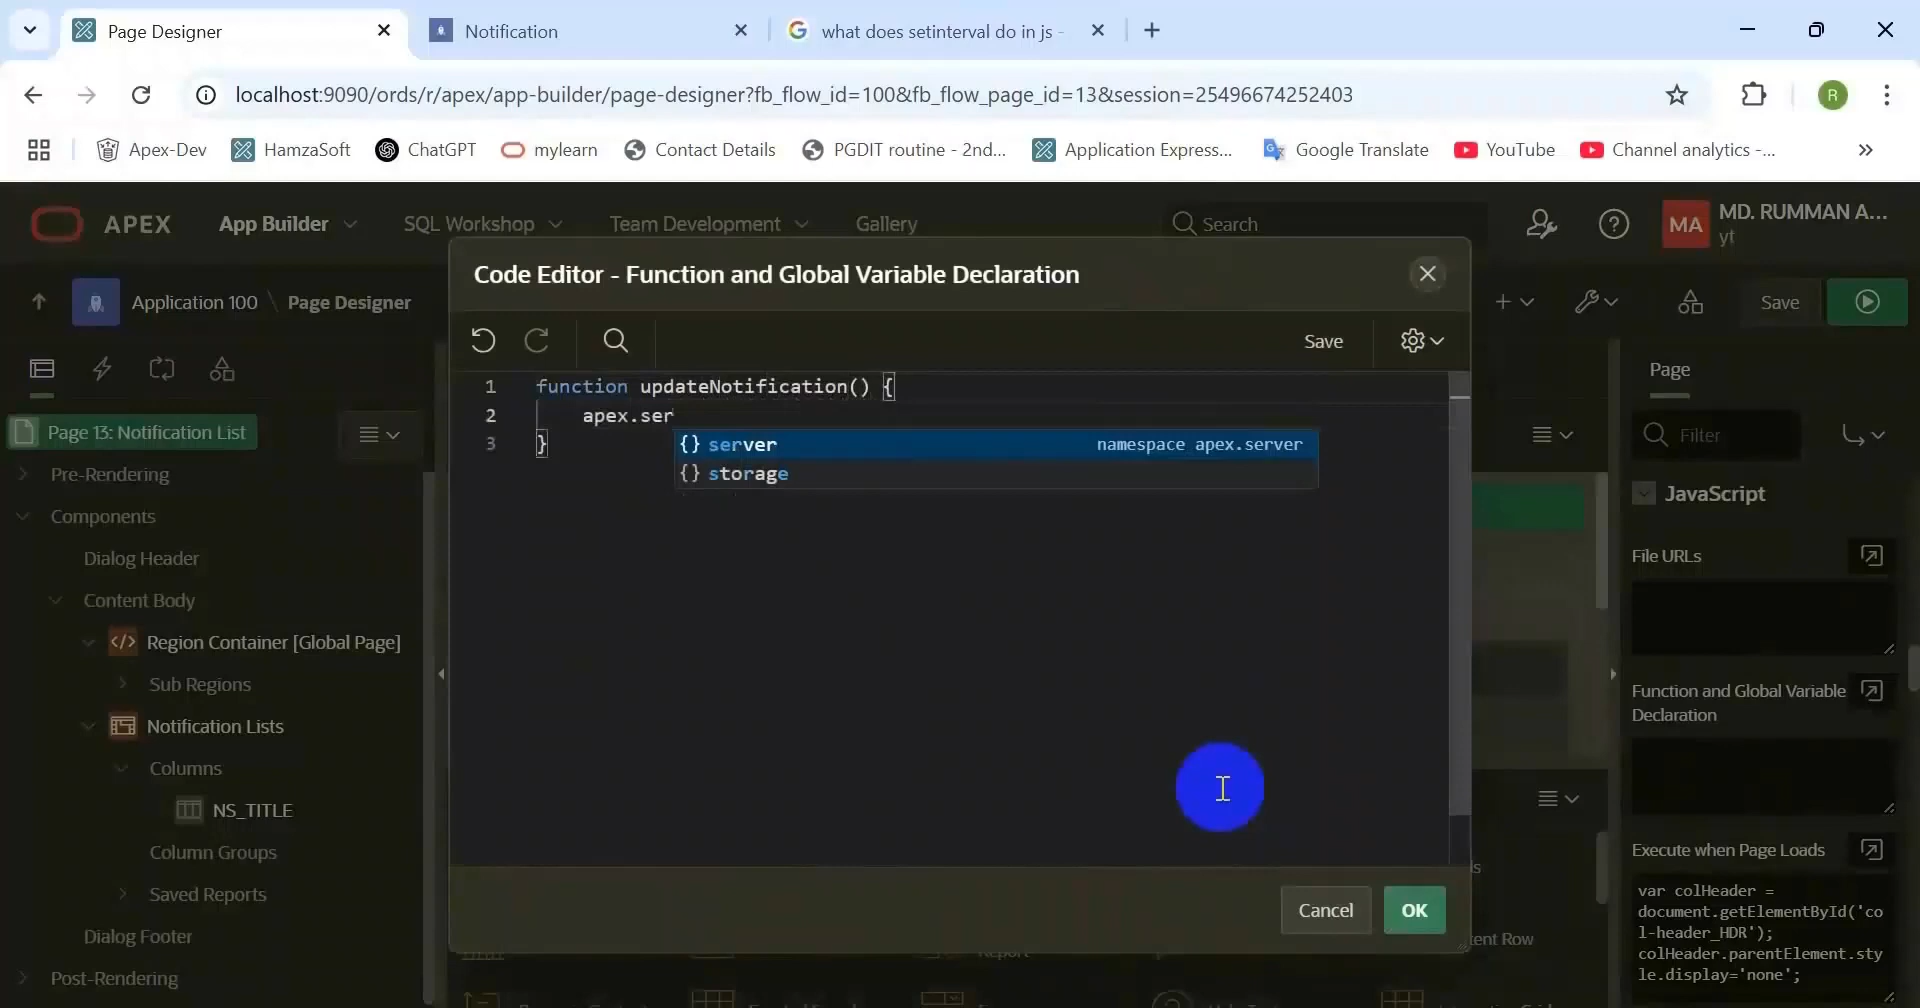 Page Designer
Notification
what does setinterval do in js -
localhost:9090/ords/r/apex/app-builder/page-designer?fb_flow_id=100&fb_flow_page_id=13&session=25496674252403
R
Apex-Dev
HamzaSoft
ChatGPT
mylearn
Contact Details
PGDIT routine - 2nd...
Application Express...
Google Translate
YouTube
Channel analytics -...
APEX
App Builder
SQL Workshop
Team Development
Gallery
Search
MA
MD. RUMMAN A...
yt
Application 100 \ Page Designer
Save
Page 13: Notification List
Pre-Rendering
Components
Dialog Header
Content Body
Region Container [Global Page]
Sub Regions
Notification Lists
Columns
NS_TITLE
Column Groups
Saved Reports
Dialog Footer
Post-Rendering
Code Editor - Function and Global Variable Declaration
Save
1 function updateNotification() {
2 apex.ser
3 }
{} server namespace apex.server
{} storage
Cancel
OK
Page
Filter
JavaScript
File URLs
Function and Global Variable
Declaration
Execute when Page Loads
var colHeader =
document.getElementById('co
l-header_HDR');
colHeader.parentElement.sty
le.display='none';
tent Row